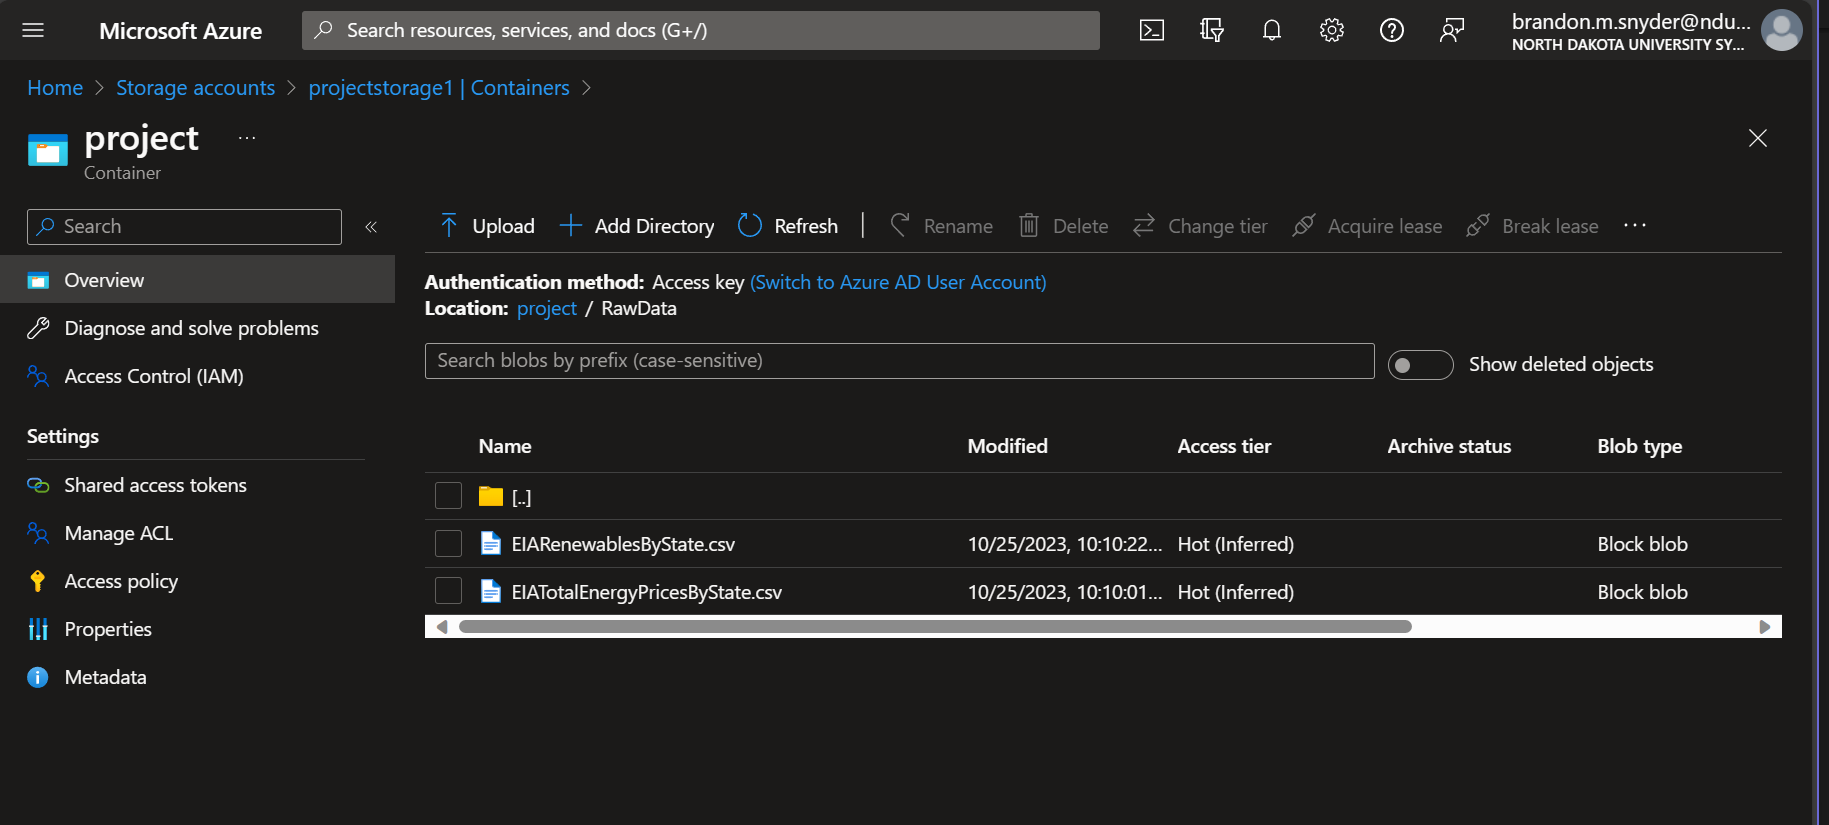 Microsoft Azure
Search resources, services, and docs (G+/)
brandon.m.snyder@ndu...
NORTH DAKOTA UNIVERSITY SY...
Home > Storage accounts > projectstorage1 | Containers >
project ...
Container
Search «
Upload Add Directory Refresh | Rename Delete Change tier Acquire lease Break lease ...
Overview
Diagnose and solve problems
Access Control (IAM)
Settings
Shared access tokens
Manage ACL
Access policy
Properties
Metadata
Authentication method: Access key (Switch to Azure AD User Account)
Location: project / RawData
Search blobs by prefix (case-sensitive)
Show deleted objects
Name Modified Access tier Archive status Blob type
[..]
EIARenewablesByState.csv 10/25/2023, 10:10:22... Hot (Inferred) Block blob
EIATotalEnergyPricesByState.csv 10/25/2023, 10:10:01... Hot (Inferred) Block blob